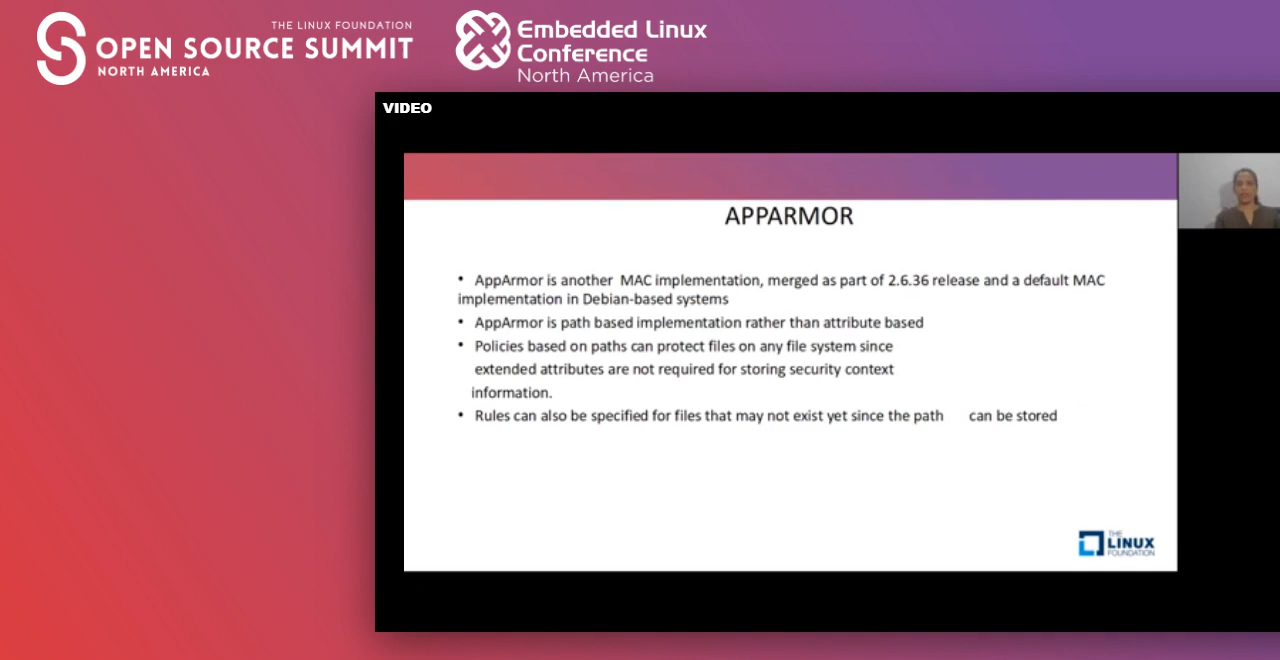 THE LINUX FOUNDATION
OPEN SOURCE SUMMIT
NORTH AMERICA
Embedded Linux
Conference
North America
VIDEO
APPARMOR
• AppArmor is another MAC implementation, merged as part of 2.6.36 release and a default MAC
implementation in Debian-based systems
• AppArmor is path based implementation rather than attribute based
• Policies based on paths can protect files on any file system since
extended attributes are not required for storing security context
information.
• Rules can also be specified for files that may not exist yet since the path can be stored
THE
LINUX
FOUNDATION